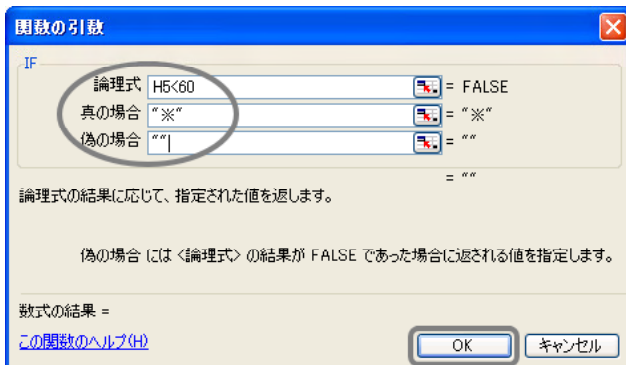 関数の引数
IF
論理式 H5<60 = FALSE
真の場合 "※" = "※"
偽の場合 "" = ""
= ""
論理式の結果に応じて、指定された値を返します。
偽の場合 には <論理式> の結果が FALSE であった場合に返される値を指定します。
数式の結果 =
この関数のヘルプ(H)
OK キャンセル